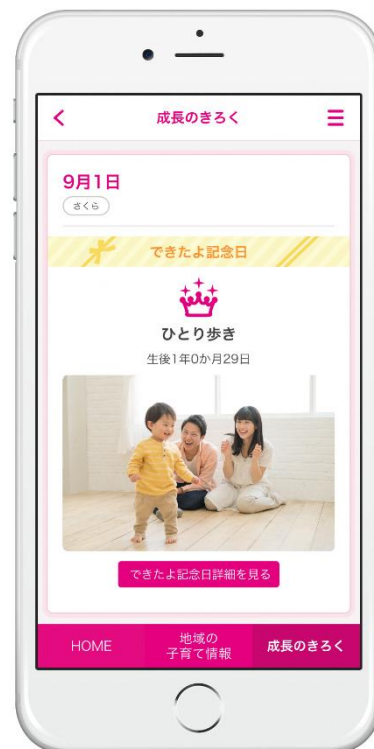 成長のきろく
9月1日
さくら
できたよ記念日
ひとり歩き
生後1年0か月29日
できたよ記念日詳細を見る
HOME
地域の
子育て情報
成長のきろく